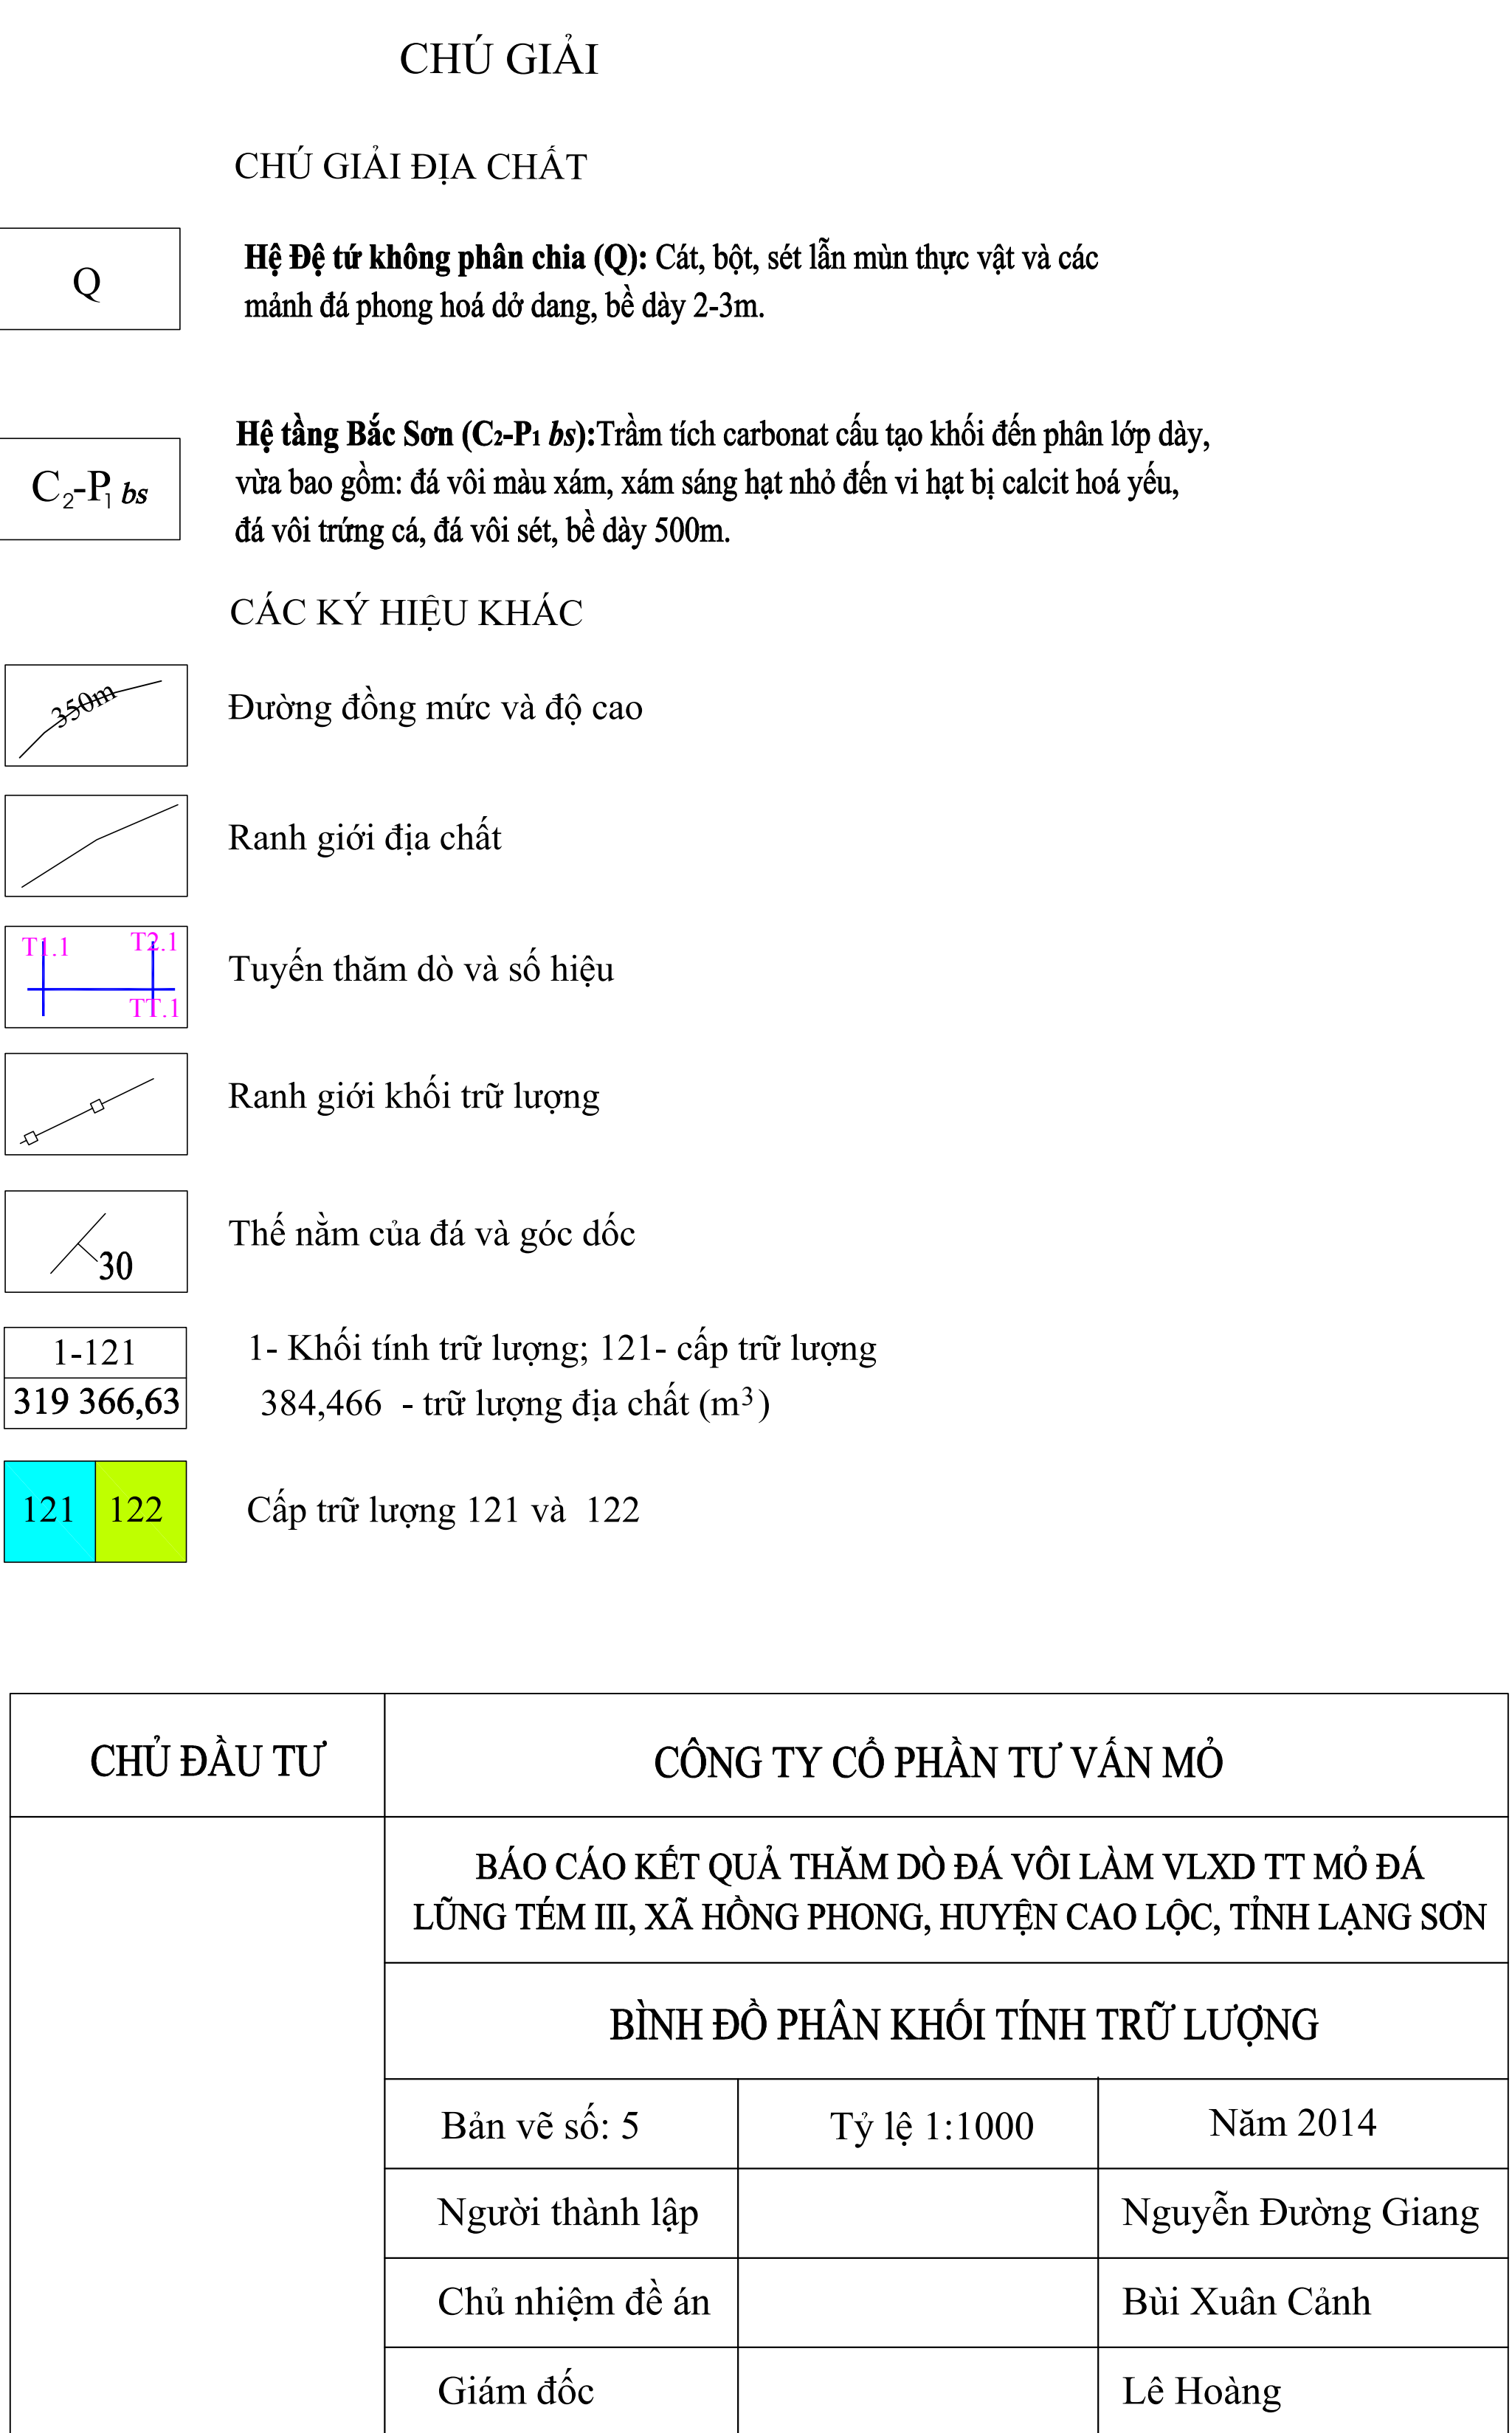 CHÚ GIẢI
CHÚ GIẢI ĐỊA CHẤT
Q
Hệ Đệ tứ không phân chia (Q): Cát, bột, sét lẫn mùn thực vật và các
mảnh đá phong hoá dở dang, bề dày 2-3m.
C2-P1 bs
Hệ tầng Bắc Sơn (C2-P1 bs):Trầm tích carbonat cấu tạo khối đến phân lớp dày,
vừa bao gồm: đá vôi màu xám, xám sáng hạt nhỏ đến vi hạt bị calcit hoá yếu,
đá vôi trứng cá, đá vôi sét, bề dày 500m.
CÁC KÝ HIỆU KHÁC
350m
Đường đồng mức và độ cao
Ranh giới địa chất
T1.1 T2.1
TT.1
Tuyến thăm dò và số hiệu
Ranh giới khối trữ lượng
30
Thế nằm của đá và góc dốc
1-121
1- Khối tính trữ lượng; 121- cấp trữ lượng
319 366,63
384,466 - trữ lượng địa chất (m³)
121 122
Cấp trữ lượng 121 và 122
CHỦ ĐẦU TƯ
CÔNG TY CỔ PHẦN TƯ VẤN MỎ
BÁO CÁO KẾT QUẢ THĂM DÒ ĐÁ VÔI LÀM VLXD TT MỎ ĐÁ
LŨNG TÉM III, XÃ HỒNG PHONG, HUYỆN CAO LỘC, TỈNH LẠNG SƠN
BÌNH ĐỒ PHÂN KHỐI TÍNH TRỮ LƯỢNG
Bản vẽ số: 5 Tỷ lệ 1:1000 Năm 2014
Người thành lập Nguyễn Đường Giang
Chủ nhiệm đề án Bùi Xuân Cảnh
Giám đốc Lê Hoàng